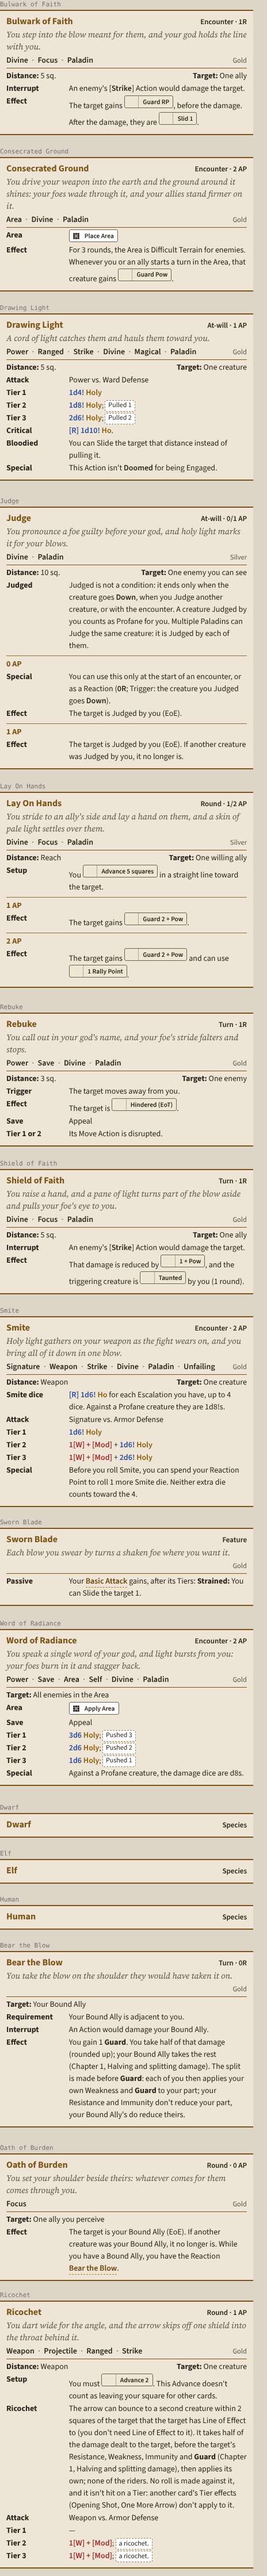 Bulwark of Faith
Bulwark of Faith Encounter · 1R
You step into the blow meant for them, and your god holds the line
with you.
Divine · Focus · Paladin Gold
Distance: 5 sq. Target: One ally
Interrupt An enemy's [Strike] Action would damage the target.
Effect The target gains Guard RP, before the damage.
After the damage, they are Slid 1.
Consecrated Ground
Consecrated Ground Encounter · 2 AP
You drive your weapon into the earth and the ground around it
shines: your foes wade through it, and your allies stand firmer on
it.
Area · Divine · Paladin Gold
Area Place Area
Effect For 3 rounds, the Area is Difficult Terrain for enemies.
Whenever you or an ally starts a turn in the Area, that
creature gains Guard Pow.
Drawing Light
Drawing Light At-will · 1 AP
A cord of light catches them and hauls them toward you.
Power · Ranged · Strike · Divine · Magical · Paladin Gold
Distance: 5 sq. Target: One creature
Attack Power vs. Ward Defense
Tier 1 1d4! Holy
Tier 2 1d8! Holy; Pulled 1
Tier 3 2d6! Holy; Pulled 2
Critical [R] 1d10! Ho.
Bloodied You can Slide the target that distance instead of
pulling it.
Special This Action isn't Doomed for being Engaged.
Judge
Judge At-will · 0/1 AP
You pronounce a foe guilty before your god, and holy light marks
it for your blows.
Divine · Paladin Silver
Distance: 10 sq. Target: One enemy you can see
Judged Judged is not a condition: it ends only when the
creature goes Down, when you Judge another
creature, or with the encounter. A creature Judged by
you counts as Profane for you. Multiple Paladins can
Judge the same creature: it is Judged by each of
them.
0 AP
Special You can use this only at the start of an encounter, or
as a Reaction (0R; Trigger: the creature you Judged
goes Down).
Effect The target is Judged by you (EoE).
1 AP
Effect The target is Judged by you (EoE). If another creature
was Judged by you, it no longer is.
Lay On Hands
Lay On Hands Round · 1/2 AP
You stride to an ally's side and lay a hand on them, and a skin of
pale light settles over them.
Divine · Focus · Paladin Silver
Distance: Reach Target: One willing ally
Setup You Advance 5 squares in a straight line toward
the target.
1 AP
Effect The target gains Guard 2 + Pow.
2 AP
Effect The target gains Guard 2 + Pow and can use
1 Rally Point.
Rebuke
Rebuke Turn · 1R
You call out in your god's name, and your foe's stride falters and
stops.
Power · Save · Divine · Paladin Gold
Distance: 3 sq. Target: One enemy
Trigger The target moves away from you.
Effect The target is Hindered (EoT).
Save Appeal
Tier 1 or 2 Its Move Action is disrupted.
Shield of Faith
Shield of Faith Turn · 1R
You raise a hand, and a pane of light turns part of the blow aside
and pulls your foe's eye to you.
Divine · Focus · Paladin Gold
Distance: 5 sq. Target: One ally
Interrupt An enemy's [Strike] Action would damage the target.
Effect That damage is reduced by 1 + Pow, and the
triggering creature is Taunted by you (1 round).
Smite
Smite Encounter · 2 AP
Holy light gathers on your weapon as the fight wears on, and you
bring all of it down in one blow.
Signature · Weapon · Strike · Divine · Paladin · Unfailing Gold
Distance: Weapon Target: One creature
Smite dice [R] 1d6! Ho for each Escalation you have, up to 4
dice. Against a Profane creature they are 1d8!s.
Attack Signature vs. Armor Defense
Tier 1 1d6! Holy
Tier 2 1[W] + [Mod] + 1d6! Holy
Tier 3 1[W] + [Mod] + 2d6! Holy
Special Before you roll Smite, you can spend your Reaction
Point to roll 1 more Smite die. Neither extra die
counts toward the 4.
Sworn Blade
Sworn Blade Feature
Each blow you swear by turns a shaken foe where you want it.
Gold
Passive Your Basic Attack gains, after its Tiers: Strained: You
can Slide the target 1.
Word of Radiance
Word of Radiance Encounter · 2 AP
You speak a single word of your god, and light bursts from you:
your foes burn in it and stagger back.
Power · Save · Area · Self · Divine · Paladin Gold
Target: All enemies in the Area
Area Apply Area
Save Appeal
Tier 1 3d6 Holy; Pushed 3
Tier 2 2d6 Holy; Pushed 2
Tier 3 1d6 Holy; Pushed 1
Special Against a Profane creature, the damage dice are d8s.
Dwarf
Dwarf Species
Elf
Elf Species
Human
Human Species
Bear the Blow
Bear the Blow Turn · 0R
You take the blow on the shoulder they would have taken it on.
Gold
Target: Your Bound Ally
Requirement Your Bound Ally is adjacent to you.
Interrupt An Action would damage your Bound Ally.
Effect You gain 1 Guard. You take half of that damage
(rounded up); your Bound Ally takes the rest
(Chapter 1, Halving and splitting damage). The split
is made before Guard: each of you then applies your
own Weakness and Guard to your part; your
Resistance and Immunity don't reduce your part,
your Bound Ally's do reduce theirs.
Oath of Burden
Oath of Burden Round · 0 AP
You set your shoulder beside theirs: whatever comes for them
comes through you.
Focus Gold
Target: One ally you perceive
Effect The target is your Bound Ally (EoE). If another
creature was your Bound Ally, it no longer is. While
you have a Bound Ally, you have the Reaction
Bear the Blow.
Ricochet
Ricochet Round · 1 AP
You dart wide for the angle, and the arrow skips off one shield into
the throat behind it.
Weapon · Projectile · Ranged · Strike Gold
Distance: Weapon Target: One creature
Setup You must Advance 2. This Advance doesn't
count as leaving your square for other cards.
Ricochet The arrow can bounce to a second creature within 2
squares of the target that the target has Line of Effect
to (you don't need Line of Effect to it). It takes half of
the damage dealt to the target, before the target's
Resistance, Weakness, Immunity and Guard (Chapter
1, Halving and splitting damage), then applies its
own; none of the riders. No roll is made against it,
and it isn't hit on a Tier: another card's Tier effects
(Opening Shot, One More Arrow) don't apply to it.
Attack Weapon vs. Armor Defense
Tier 1 —
Tier 2 1[W] + [Mod]; a ricochet.
Tier 3 1[W] + [Mod]; a ricochet.